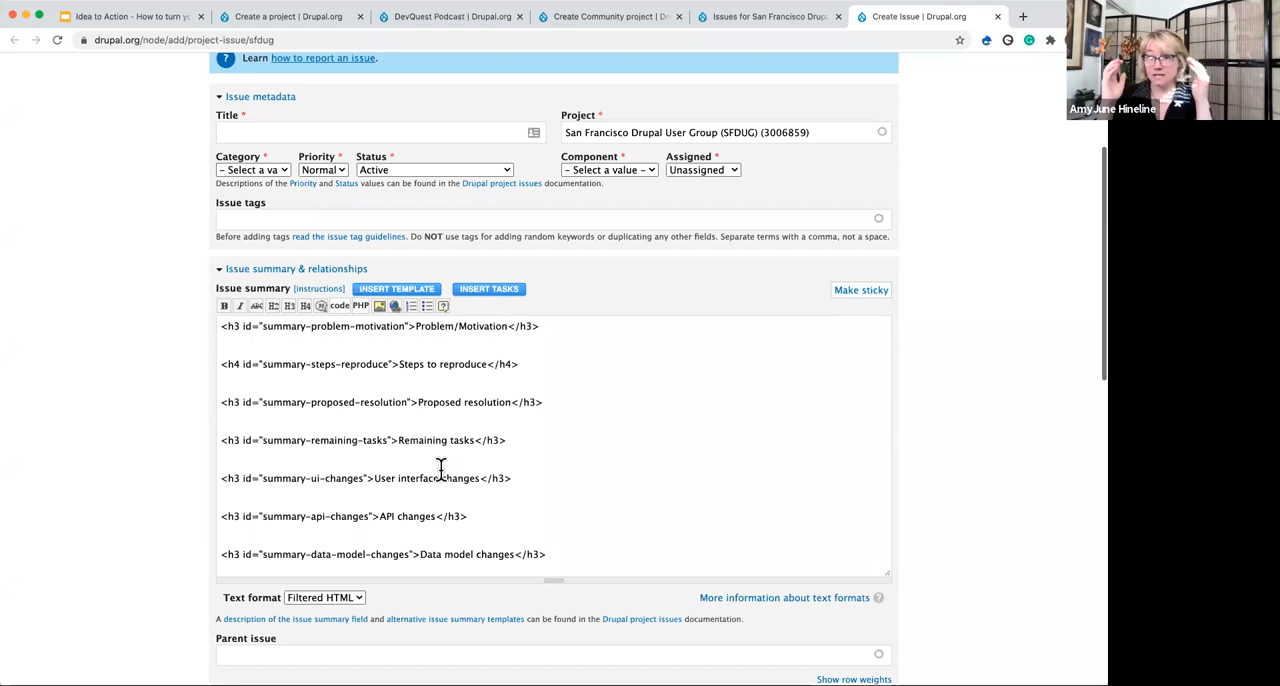 Idea to Action - How to turn yo
Create a project | Drupal.org
DevQuest Podcast | Drupal.org
Create Community project | Dr
Issues for San Francisco Drupa
Create Issue | Drupal.org
drupal.org/node/add/project-issue/sfdug
AmyJune Hineline
Learn how to report an issue.
Issue metadata
Title *
Project *
San Francisco Drupal User Group (SFDUG) (3006859)
Category * Priority * Status * Component * Assigned *
- Select a va Normal Active - Select a value - Unassigned
Descriptions of the Priority and Status values can be found in the Drupal project issues documentation.
Issue tags
Before adding tags read the issue tag guidelines. Do NOT use tags for adding random keywords or duplicating any other fields. Separate terms with a comma, not a space.
Issue summary & relationships
Issue summary [instructions] INSERT TEMPLATE INSERT TASKS Make sticky
B I ABC H2 H3 H4 code PHP
<h3 id="summary-problem-motivation">Problem/Motivation</h3>
<h4 id="summary-steps-reproduce">Steps to reproduce</h4>
<h3 id="summary-proposed-resolution">Proposed resolution</h3>
<h3 id="summary-remaining-tasks">Remaining tasks</h3>
<h3 id="summary-ui-changes">User interface changes</h3>
<h3 id="summary-api-changes">API changes</h3>
<h3 id="summary-data-model-changes">Data model changes</h3>
Text format Filtered HTML More information about text formats ?
A description of the issue summary field and alternative issue summary templates can be found in the Drupal project issues documentation.
Parent issue
Show row weights